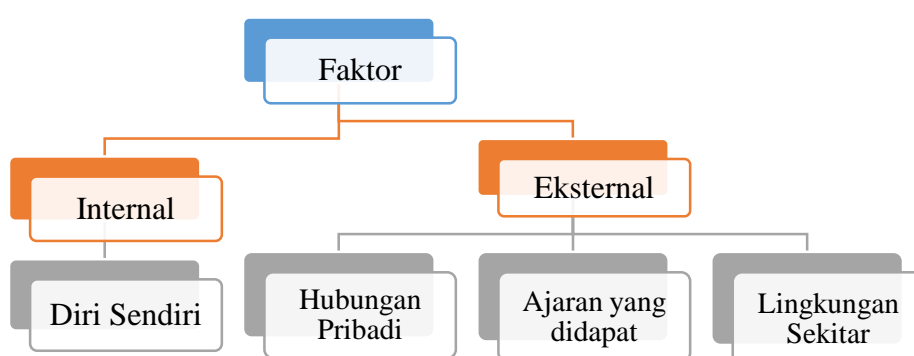 Faktor
Internal
Eksternal
Diri Sendiri
Hubungan
Pribadi
Ajaran yang
didapat
Lingkungan
Sekitar